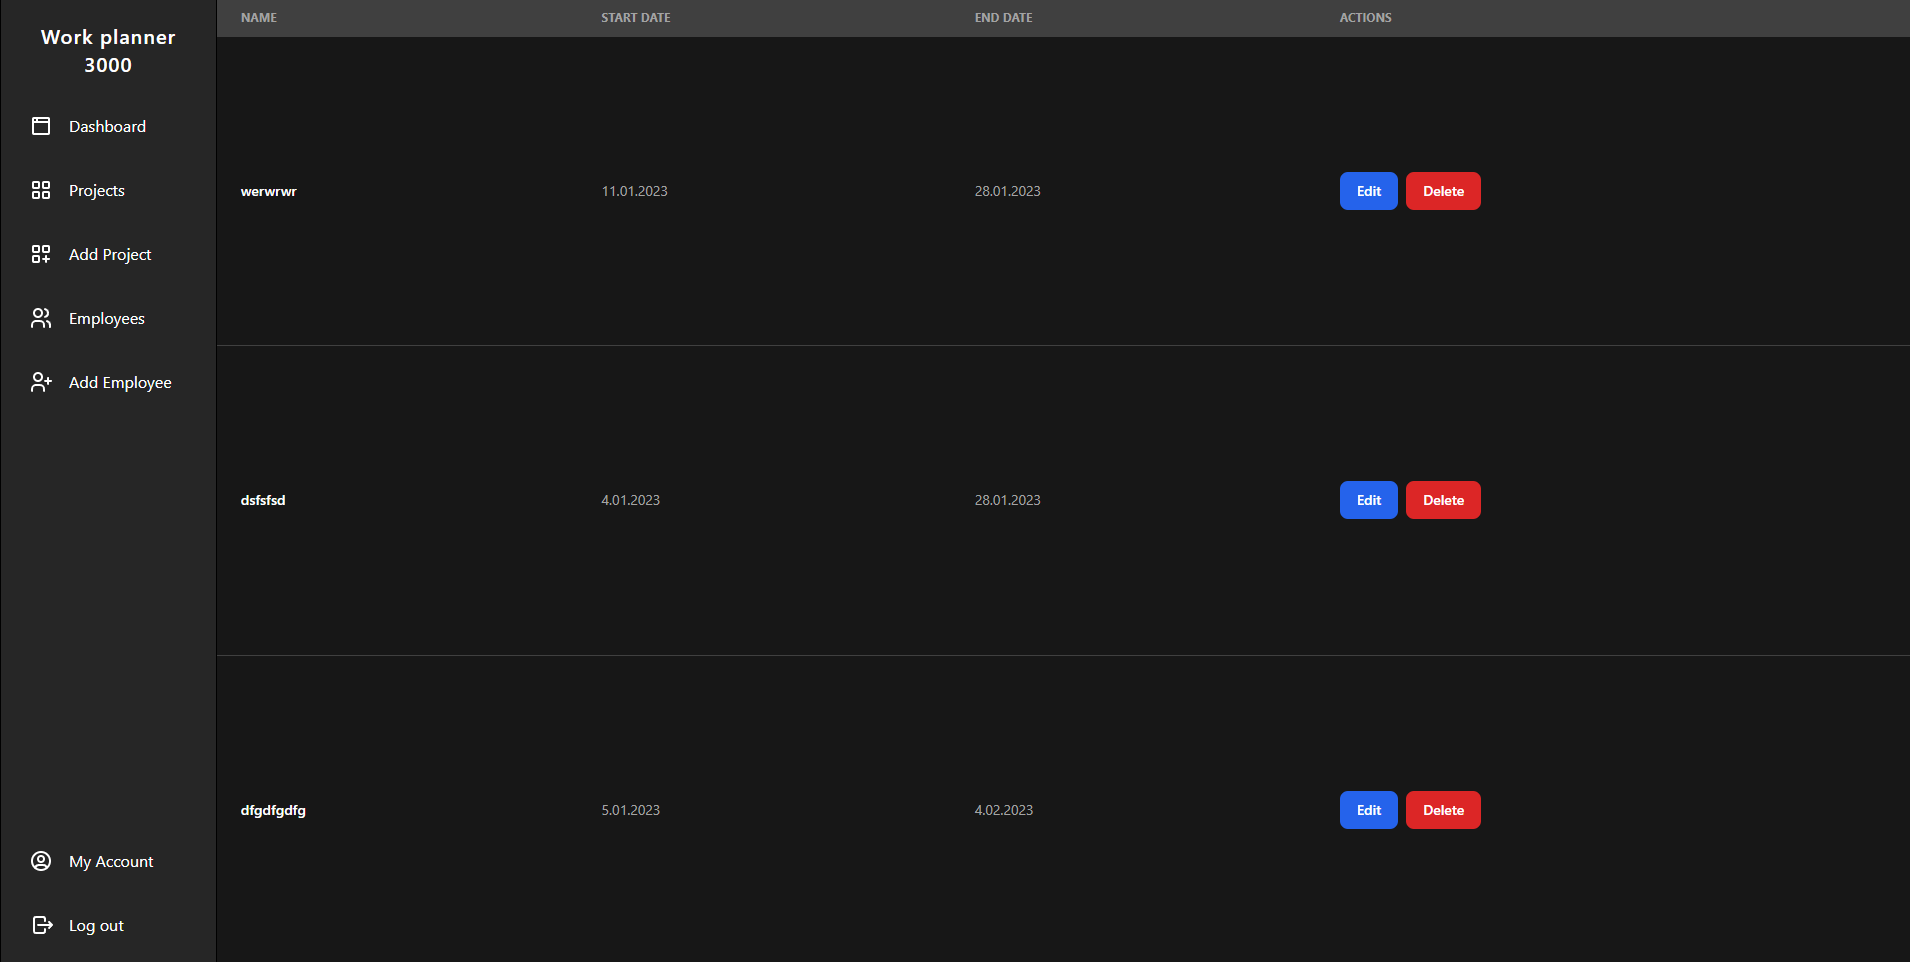 Work planner
3000
Dashboard
Projects
Add Project
Employees
Add Employee
My Account
Log out
NAME START DATE END DATE ACTIONS
werwrwr 11.01.2023 28.01.2023 Edit Delete
dsfsfsd 4.01.2023 28.01.2023 Edit Delete
dfgdfgdfg 5.01.2023 4.02.2023 Edit Delete